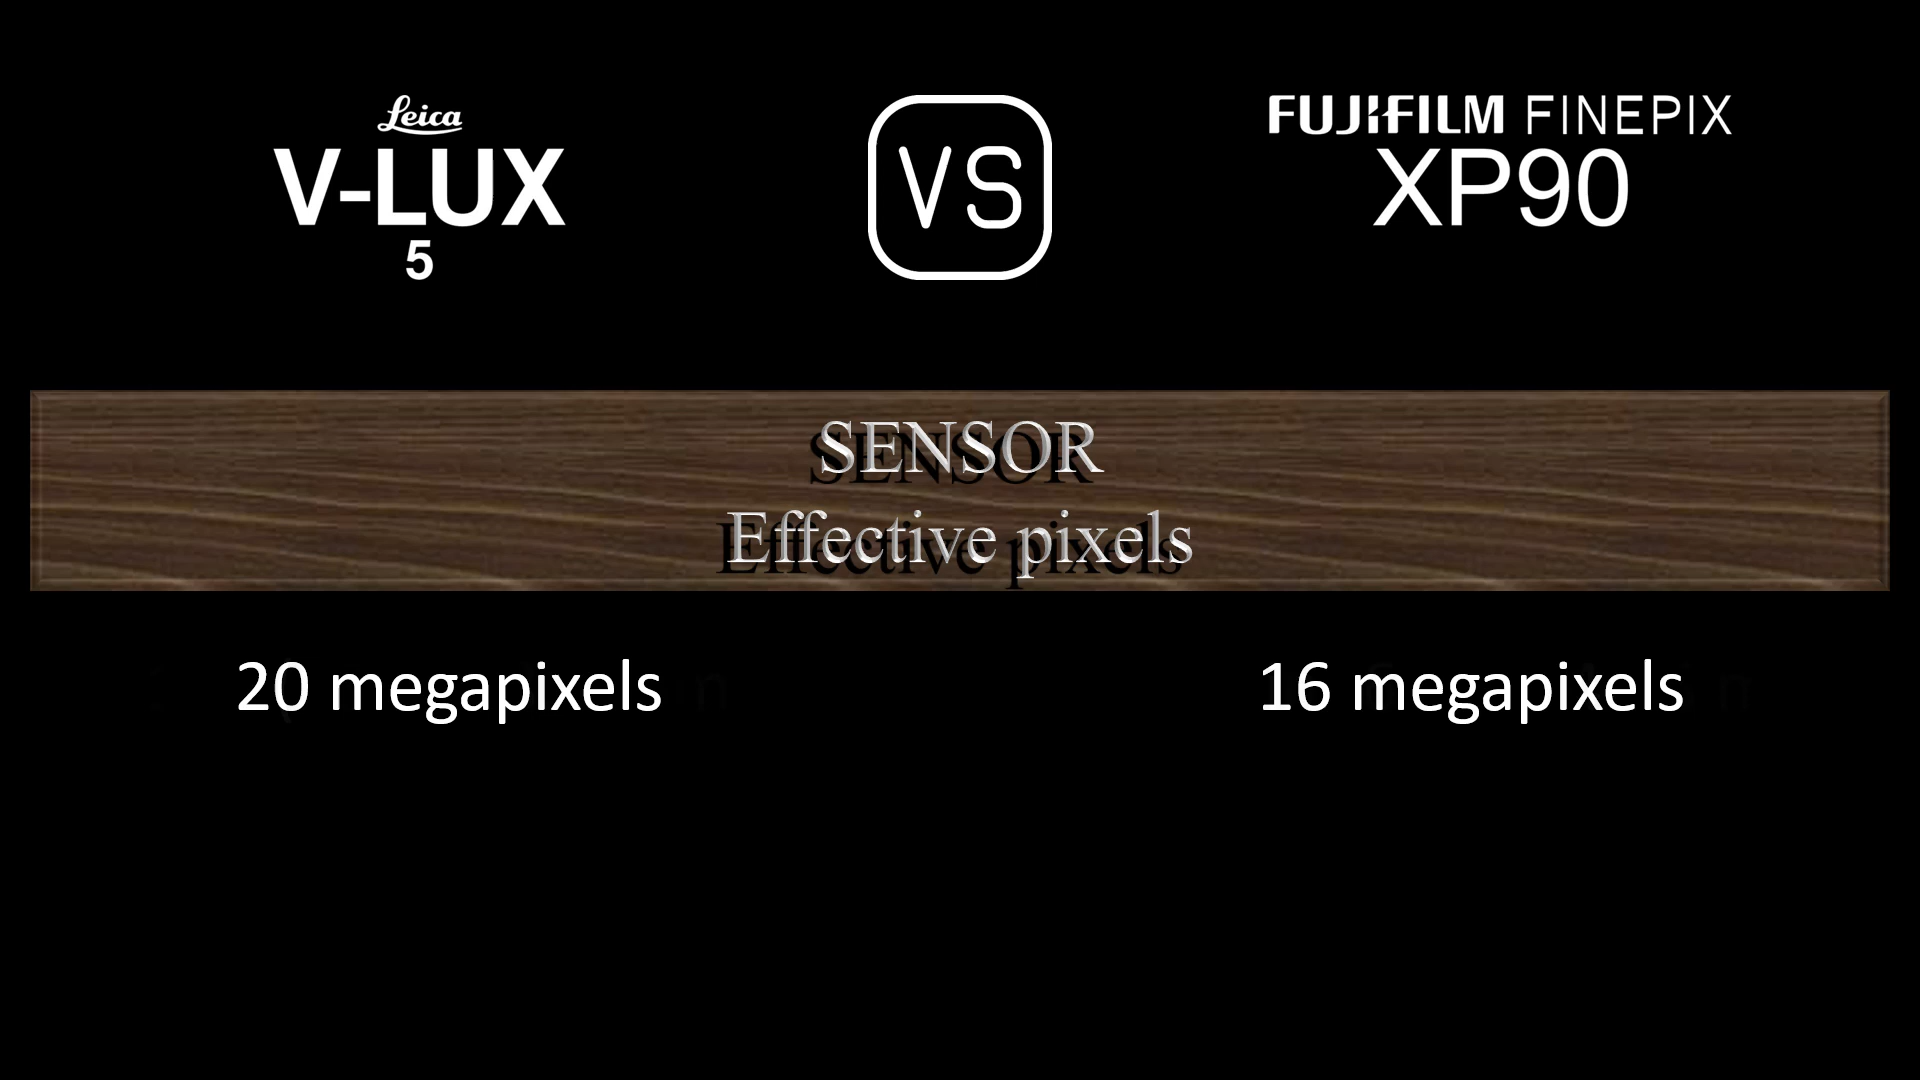 Leica
V-LUX
5
VS
FUJIFILM FINEPIX
XP90
SENSOR
Effective pixels
20 megapixels
16 megapixels